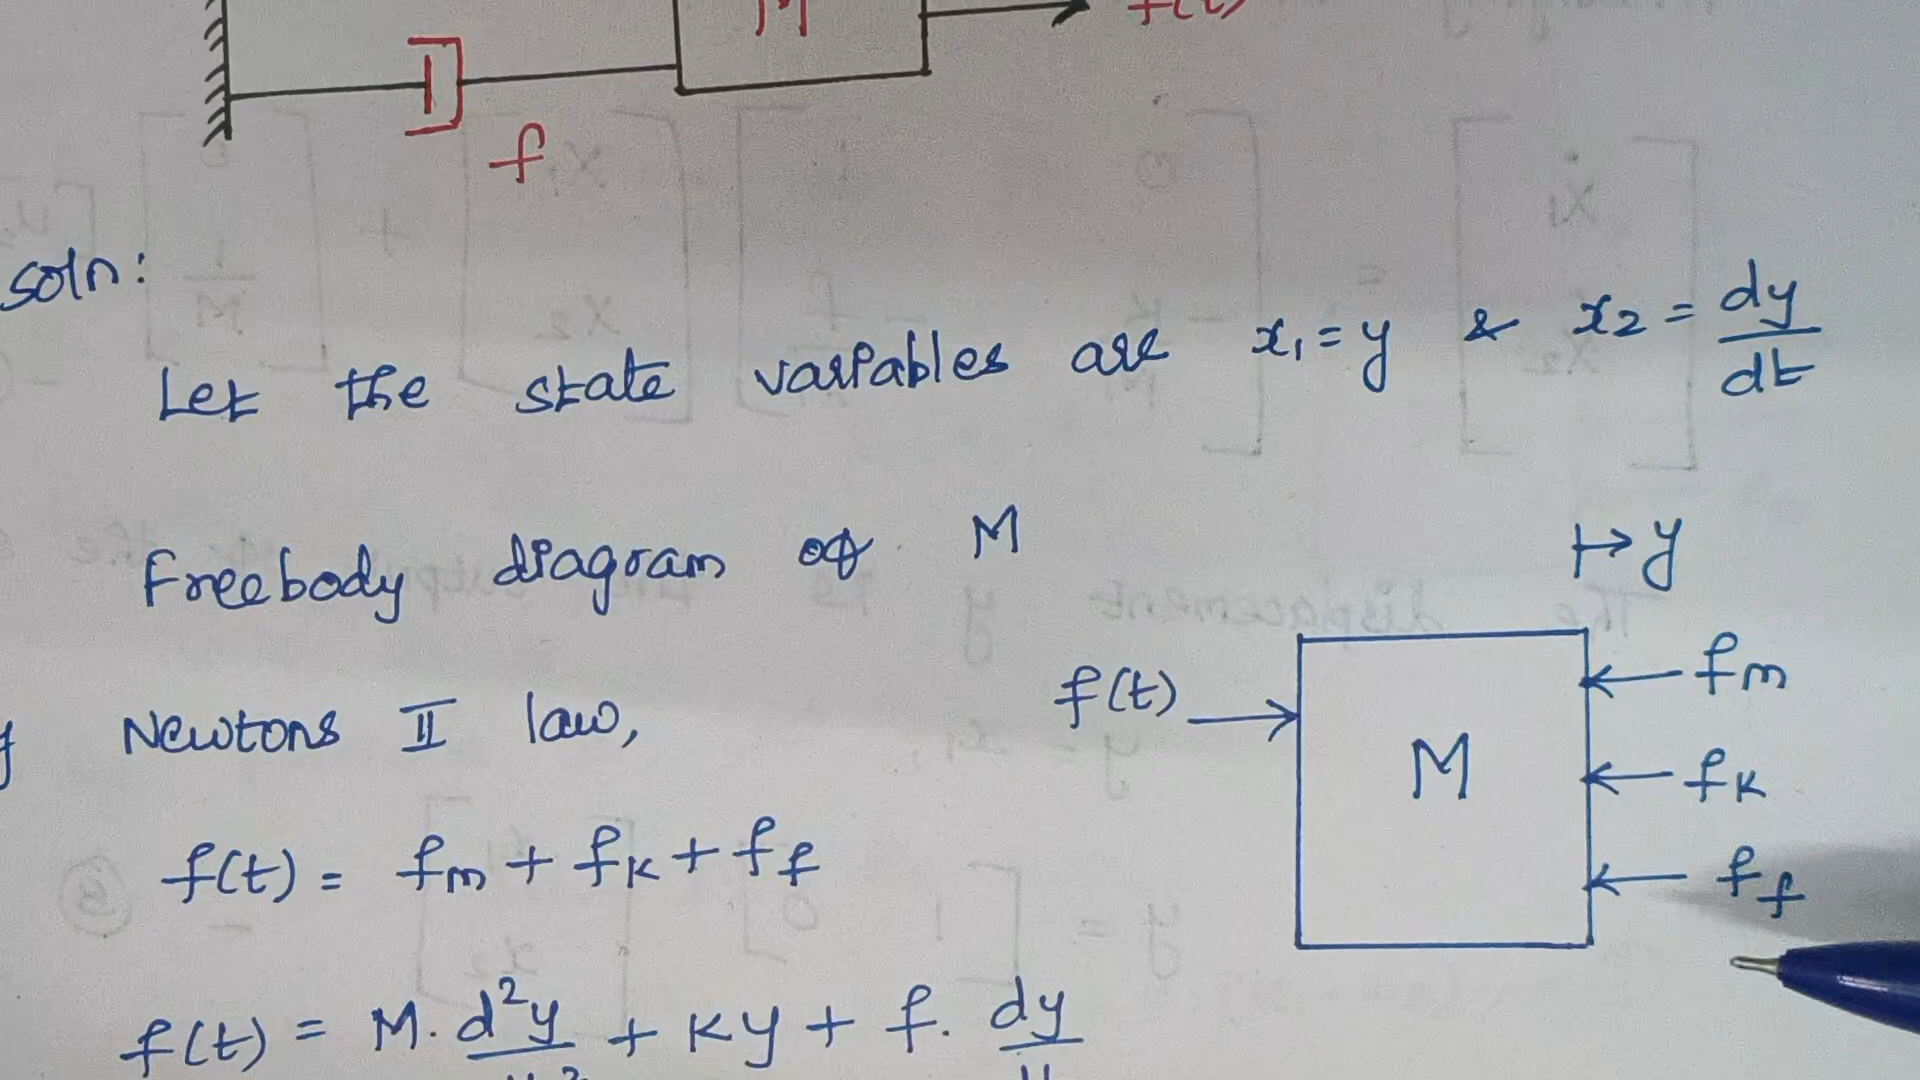 M f(t)
f
soln:
Let the state variables are x₁ = y & x₂ = dy/dt
Freebody diagram of M
↦ y
Newtons II law,
f(t) M fm
fk
ff
f(t) = fm + fk + ff
f(t) = M. d²y + ky + f. dy